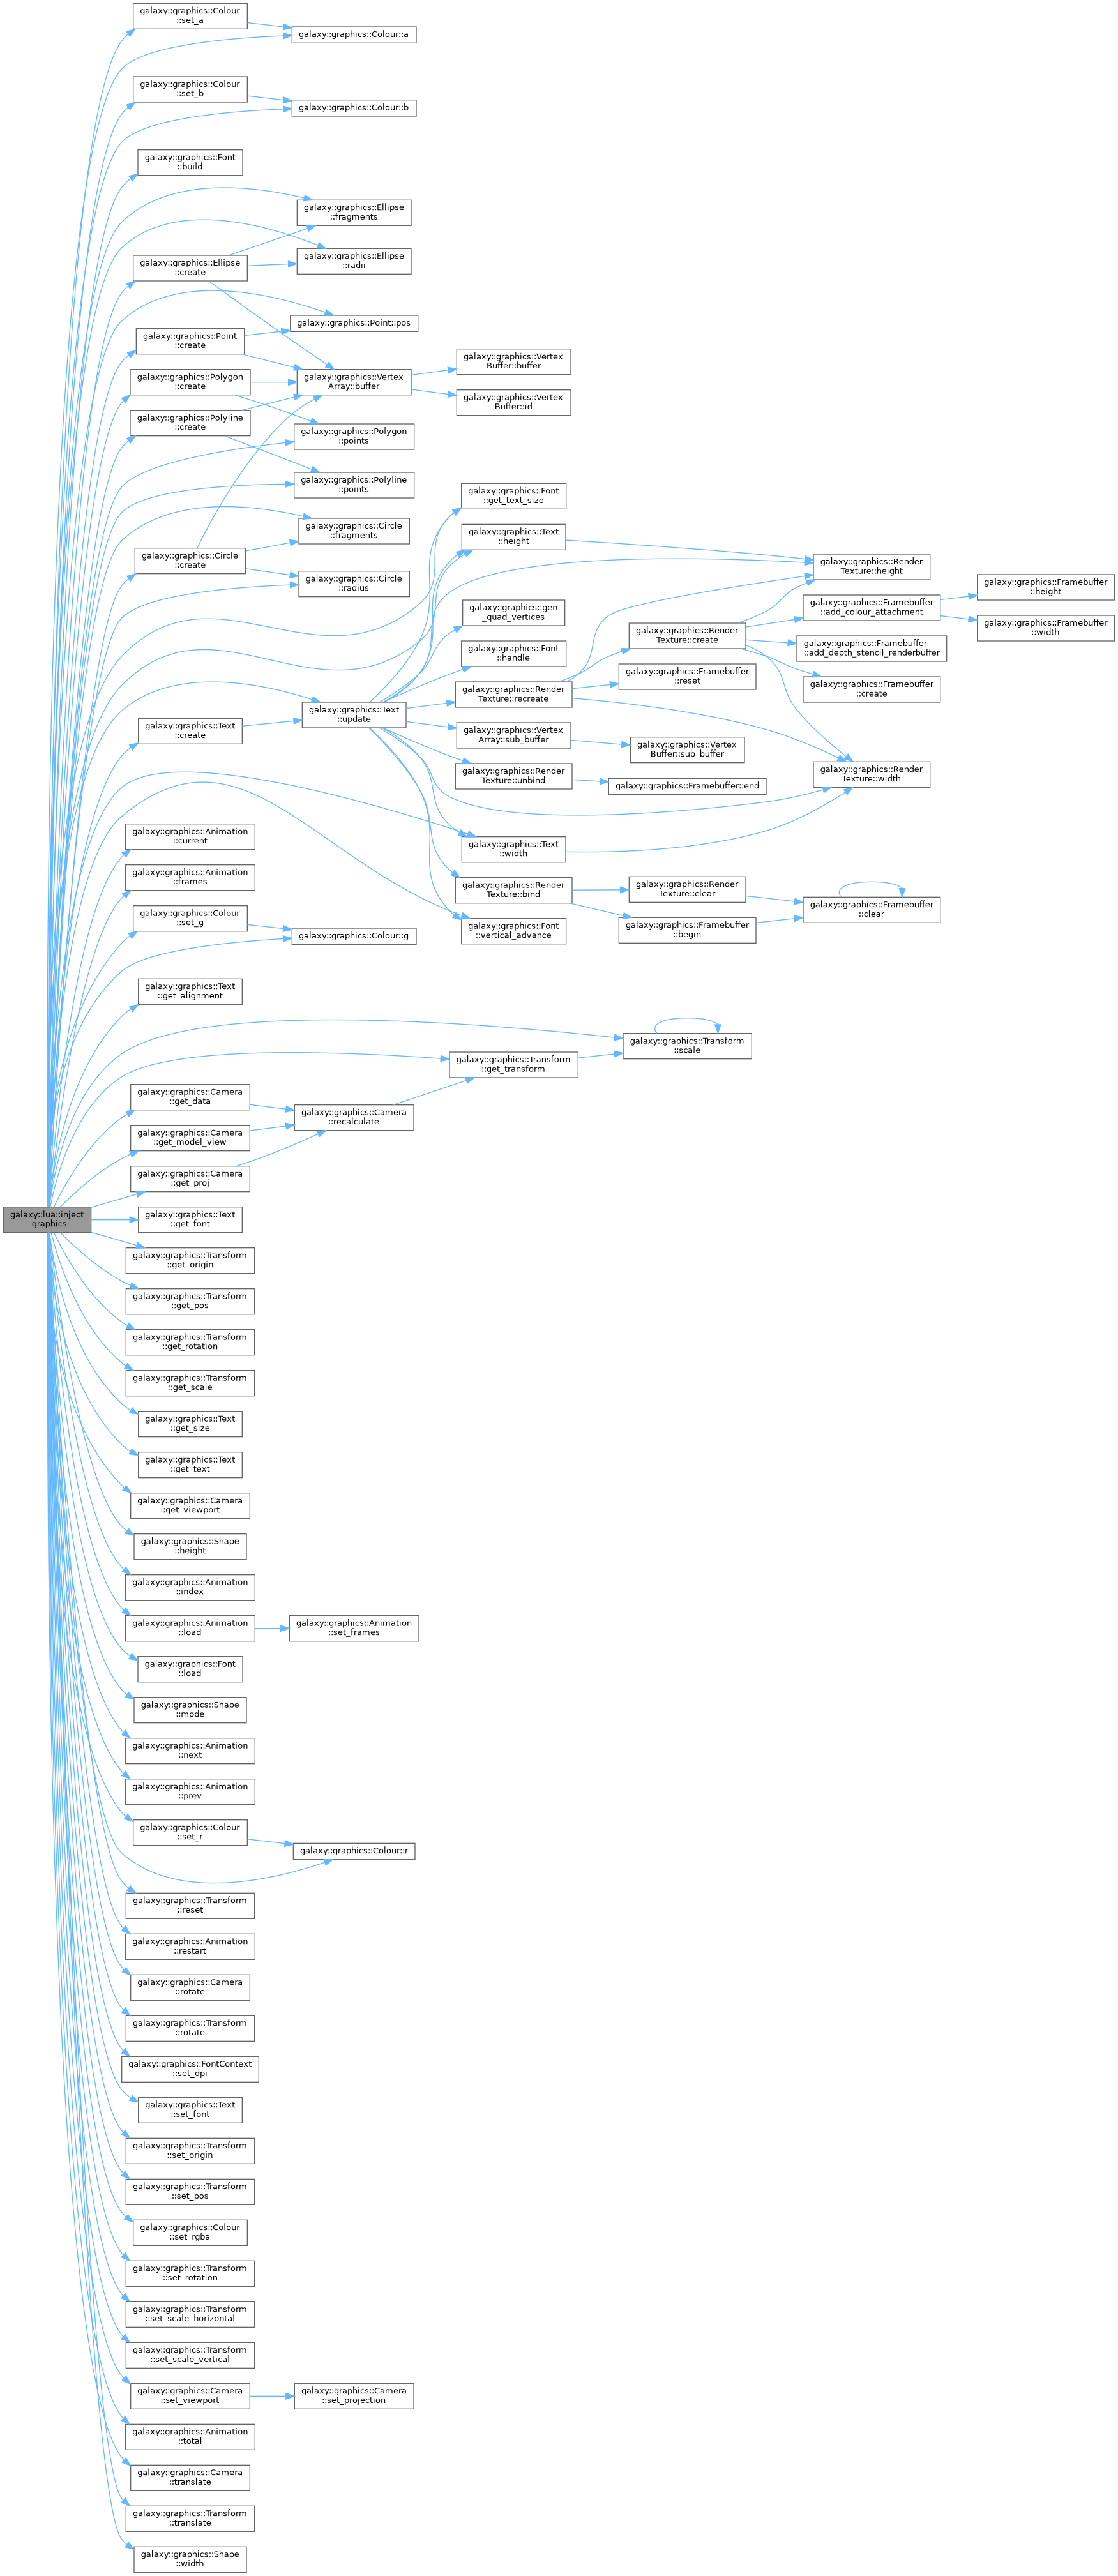 galaxy::graphics::Colour
::set_a
galaxy::graphics::Colour::a
galaxy::graphics::Colour
::set_b
galaxy::graphics::Colour::b
galaxy::graphics::Font
::build
galaxy::graphics::Ellipse
::fragments
galaxy::graphics::Ellipse
::create
galaxy::graphics::Ellipse
::radii
galaxy::graphics::Point::pos
galaxy::graphics::Point
::create
galaxy::graphics::Vertex
Buffer::buffer
galaxy::graphics::Polygon
::create
galaxy::graphics::Vertex
Array::buffer
galaxy::graphics::Vertex
Buffer::id
galaxy::graphics::Polyline
::create
galaxy::graphics::Polygon
::points
galaxy::graphics::Polyline
::points
galaxy::graphics::Font
::get_text_size
galaxy::graphics::Circle
::fragments
galaxy::graphics::Text
::height
galaxy::graphics::Circle
::create
galaxy::graphics::Render
Texture::height
galaxy::graphics::Circle
::radius
galaxy::graphics::Framebuffer
::height
galaxy::graphics::gen
_quad_vertices
galaxy::graphics::Framebuffer
::add_colour_attachment
galaxy::graphics::Framebuffer
::width
galaxy::graphics::Render
Texture::create
galaxy::graphics::Font
::handle
galaxy::graphics::Framebuffer
::add_depth_stencil_renderbuffer
galaxy::graphics::Framebuffer
::reset
galaxy::graphics::Framebuffer
::create
galaxy::graphics::Render
Texture::recreate
galaxy::graphics::Text
::update
galaxy::graphics::Text
::create
galaxy::graphics::Vertex
Array::sub_buffer
galaxy::graphics::Vertex
Buffer::sub_buffer
galaxy::graphics::Render
Texture::unbind
galaxy::graphics::Framebuffer::end
galaxy::graphics::Render
Texture::width
galaxy::graphics::Animation
::current
galaxy::graphics::Text
::width
galaxy::graphics::Animation
::frames
galaxy::graphics::Render
Texture::bind
galaxy::graphics::Render
Texture::clear
galaxy::graphics::Framebuffer
::clear
galaxy::graphics::Colour
::set_g
galaxy::graphics::Colour::g
galaxy::graphics::Font
::vertical_advance
galaxy::graphics::Framebuffer
::begin
galaxy::graphics::Text
::get_alignment
galaxy::graphics::Transform
::scale
galaxy::graphics::Transform
::get_transform
galaxy::graphics::Camera
::get_data
galaxy::graphics::Camera
::recalculate
galaxy::graphics::Camera
::get_model_view
galaxy::graphics::Camera
::get_proj
galaxy::lua::inject
_graphics
galaxy::graphics::Text
::get_font
galaxy::graphics::Transform
::get_origin
galaxy::graphics::Transform
::get_pos
galaxy::graphics::Transform
::get_rotation
galaxy::graphics::Transform
::get_scale
galaxy::graphics::Text
::get_size
galaxy::graphics::Text
::get_text
galaxy::graphics::Camera
::get_viewport
galaxy::graphics::Shape
::height
galaxy::graphics::Animation
::index
galaxy::graphics::Animation
::load
galaxy::graphics::Animation
::set_frames
galaxy::graphics::Font
::load
galaxy::graphics::Shape
::mode
galaxy::graphics::Animation
::next
galaxy::graphics::Animation
::prev
galaxy::graphics::Colour
::set_r
galaxy::graphics::Colour::r
galaxy::graphics::Transform
::reset
galaxy::graphics::Animation
::restart
galaxy::graphics::Camera
::rotate
galaxy::graphics::Transform
::rotate
galaxy::graphics::FontContext
::set_dpi
galaxy::graphics::Text
::set_font
galaxy::graphics::Transform
::set_origin
galaxy::graphics::Transform
::set_pos
galaxy::graphics::Colour
::set_rgba
galaxy::graphics::Transform
::set_rotation
galaxy::graphics::Transform
::set_scale_horizontal
galaxy::graphics::Transform
::set_scale_vertical
galaxy::graphics::Camera
::set_viewport
galaxy::graphics::Camera
::set_projection
galaxy::graphics::Animation
::total
galaxy::graphics::Camera
::translate
galaxy::graphics::Transform
::translate
galaxy::graphics::Shape
::width